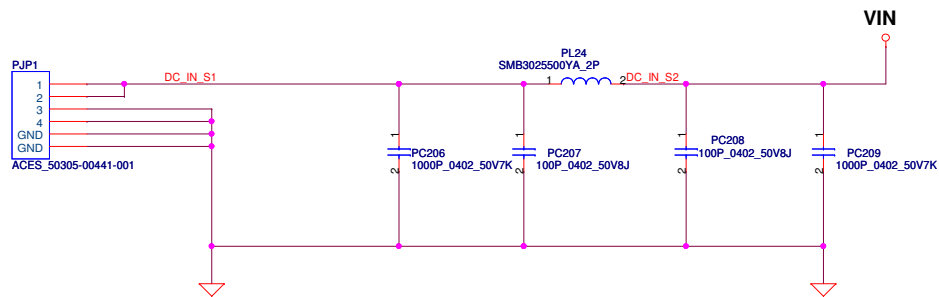 VIN
PJP1
1
2
3
4
GND
GND
ACES_50305-00441-001
DC_IN_S1
PL24
SMB3025500YA_2P
1
2
DC_IN_S2
1
2
PC206
1000P_0402_50V7K
1
2
PC207
100P_0402_50V8J
1
2
PC208
100P_0402_50V8J
1
2
PC209
1000P_0402_50V7K